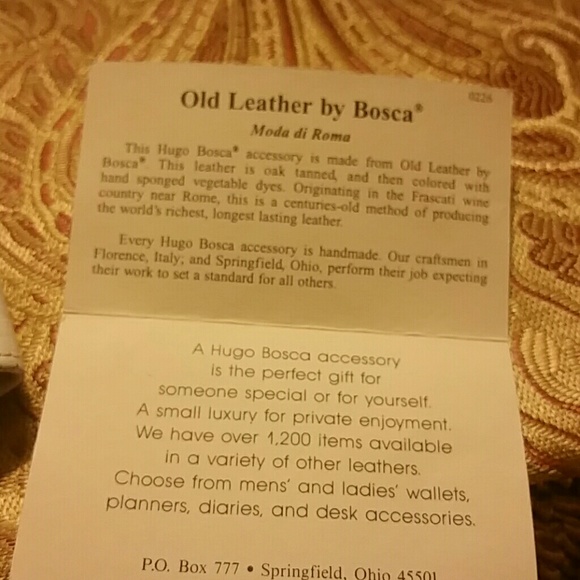 0226
Old Leather by Bosca®
Moda di Roma
This Hugo Bosca® accessory is made from Old Leather by
Bosca®. This leather is oak tanned, and then colored with
hand sponged vegetable dyes. Originating in the Frascati wine
country near Rome, this is a centuries-old method of producing
the world's richest, longest lasting leather.
Every Hugo Bosca accessory is handmade. Our craftsmen in
Florence, Italy; and Springfield, Ohio, perform their job expecting
their work to set a standard for all others.
A Hugo Bosca accessory
is the perfect gift for
someone special or for yourself.
A small luxury for private enjoyment.
We have over 1,200 items available
in a variety of other leathers.
Choose from mens' and ladies' wallets,
planners, diaries, and desk accessories.
P.O. Box 777 • Springfield, Ohio 45501